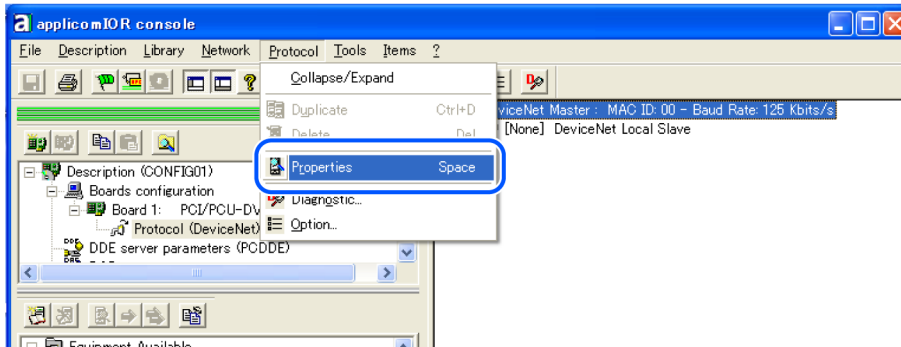 applicomIOR console
File Description Library Network Protocol Tools Items ?
Collapse/Expand
Duplicate Ctrl+D
Delete Del
Properties Space
Diagnostic...
Option...
viceNet Master : MAC ID: 00 - Baud Rate: 125 Kbits/s
[None] DeviceNet Local Slave
Description (CONFIG01)
Boards configuration
Board 1: PCI/PCU-DV
Protocol (DeviceNet)
DDE server parameters (PCDDE)
Equipment Available